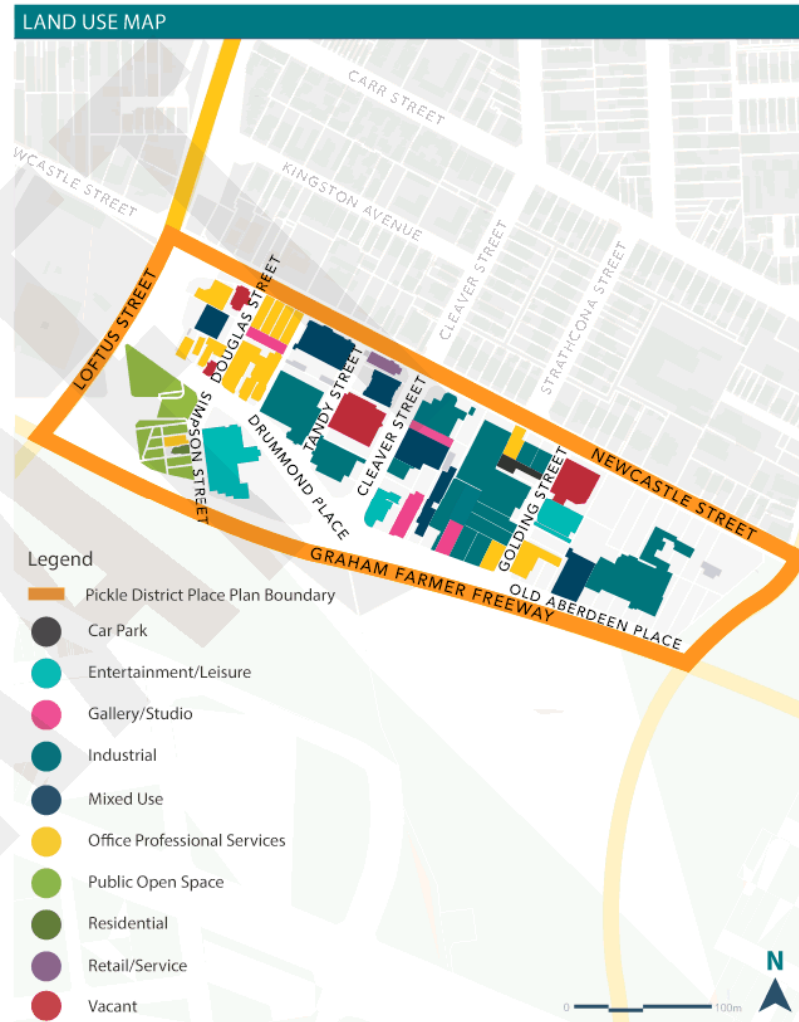 LAND USE MAP
CARR STREET
WCASTLE STREET
KINGSTON AVENUE
CLEAVER STREET
STRATHCONA STREET
LOFTUS STREET
DOUGLAS STREET
SIMPSON STREET
DRUMMOND PLACE
TANDY STREET
CLEAVER STREET
GOLDING STREET
NEWCASTLE STREET
GRAHAM FARMER FREEWAY
OLD ABERDEEN PLACE
Legend
Pickle District Place Plan Boundary
Car Park
Entertainment/Leisure
Gallery/Studio
Industrial
Mixed Use
Office Professional Services
Public Open Space
Residential
Retail/Service
Vacant
N
0 100m